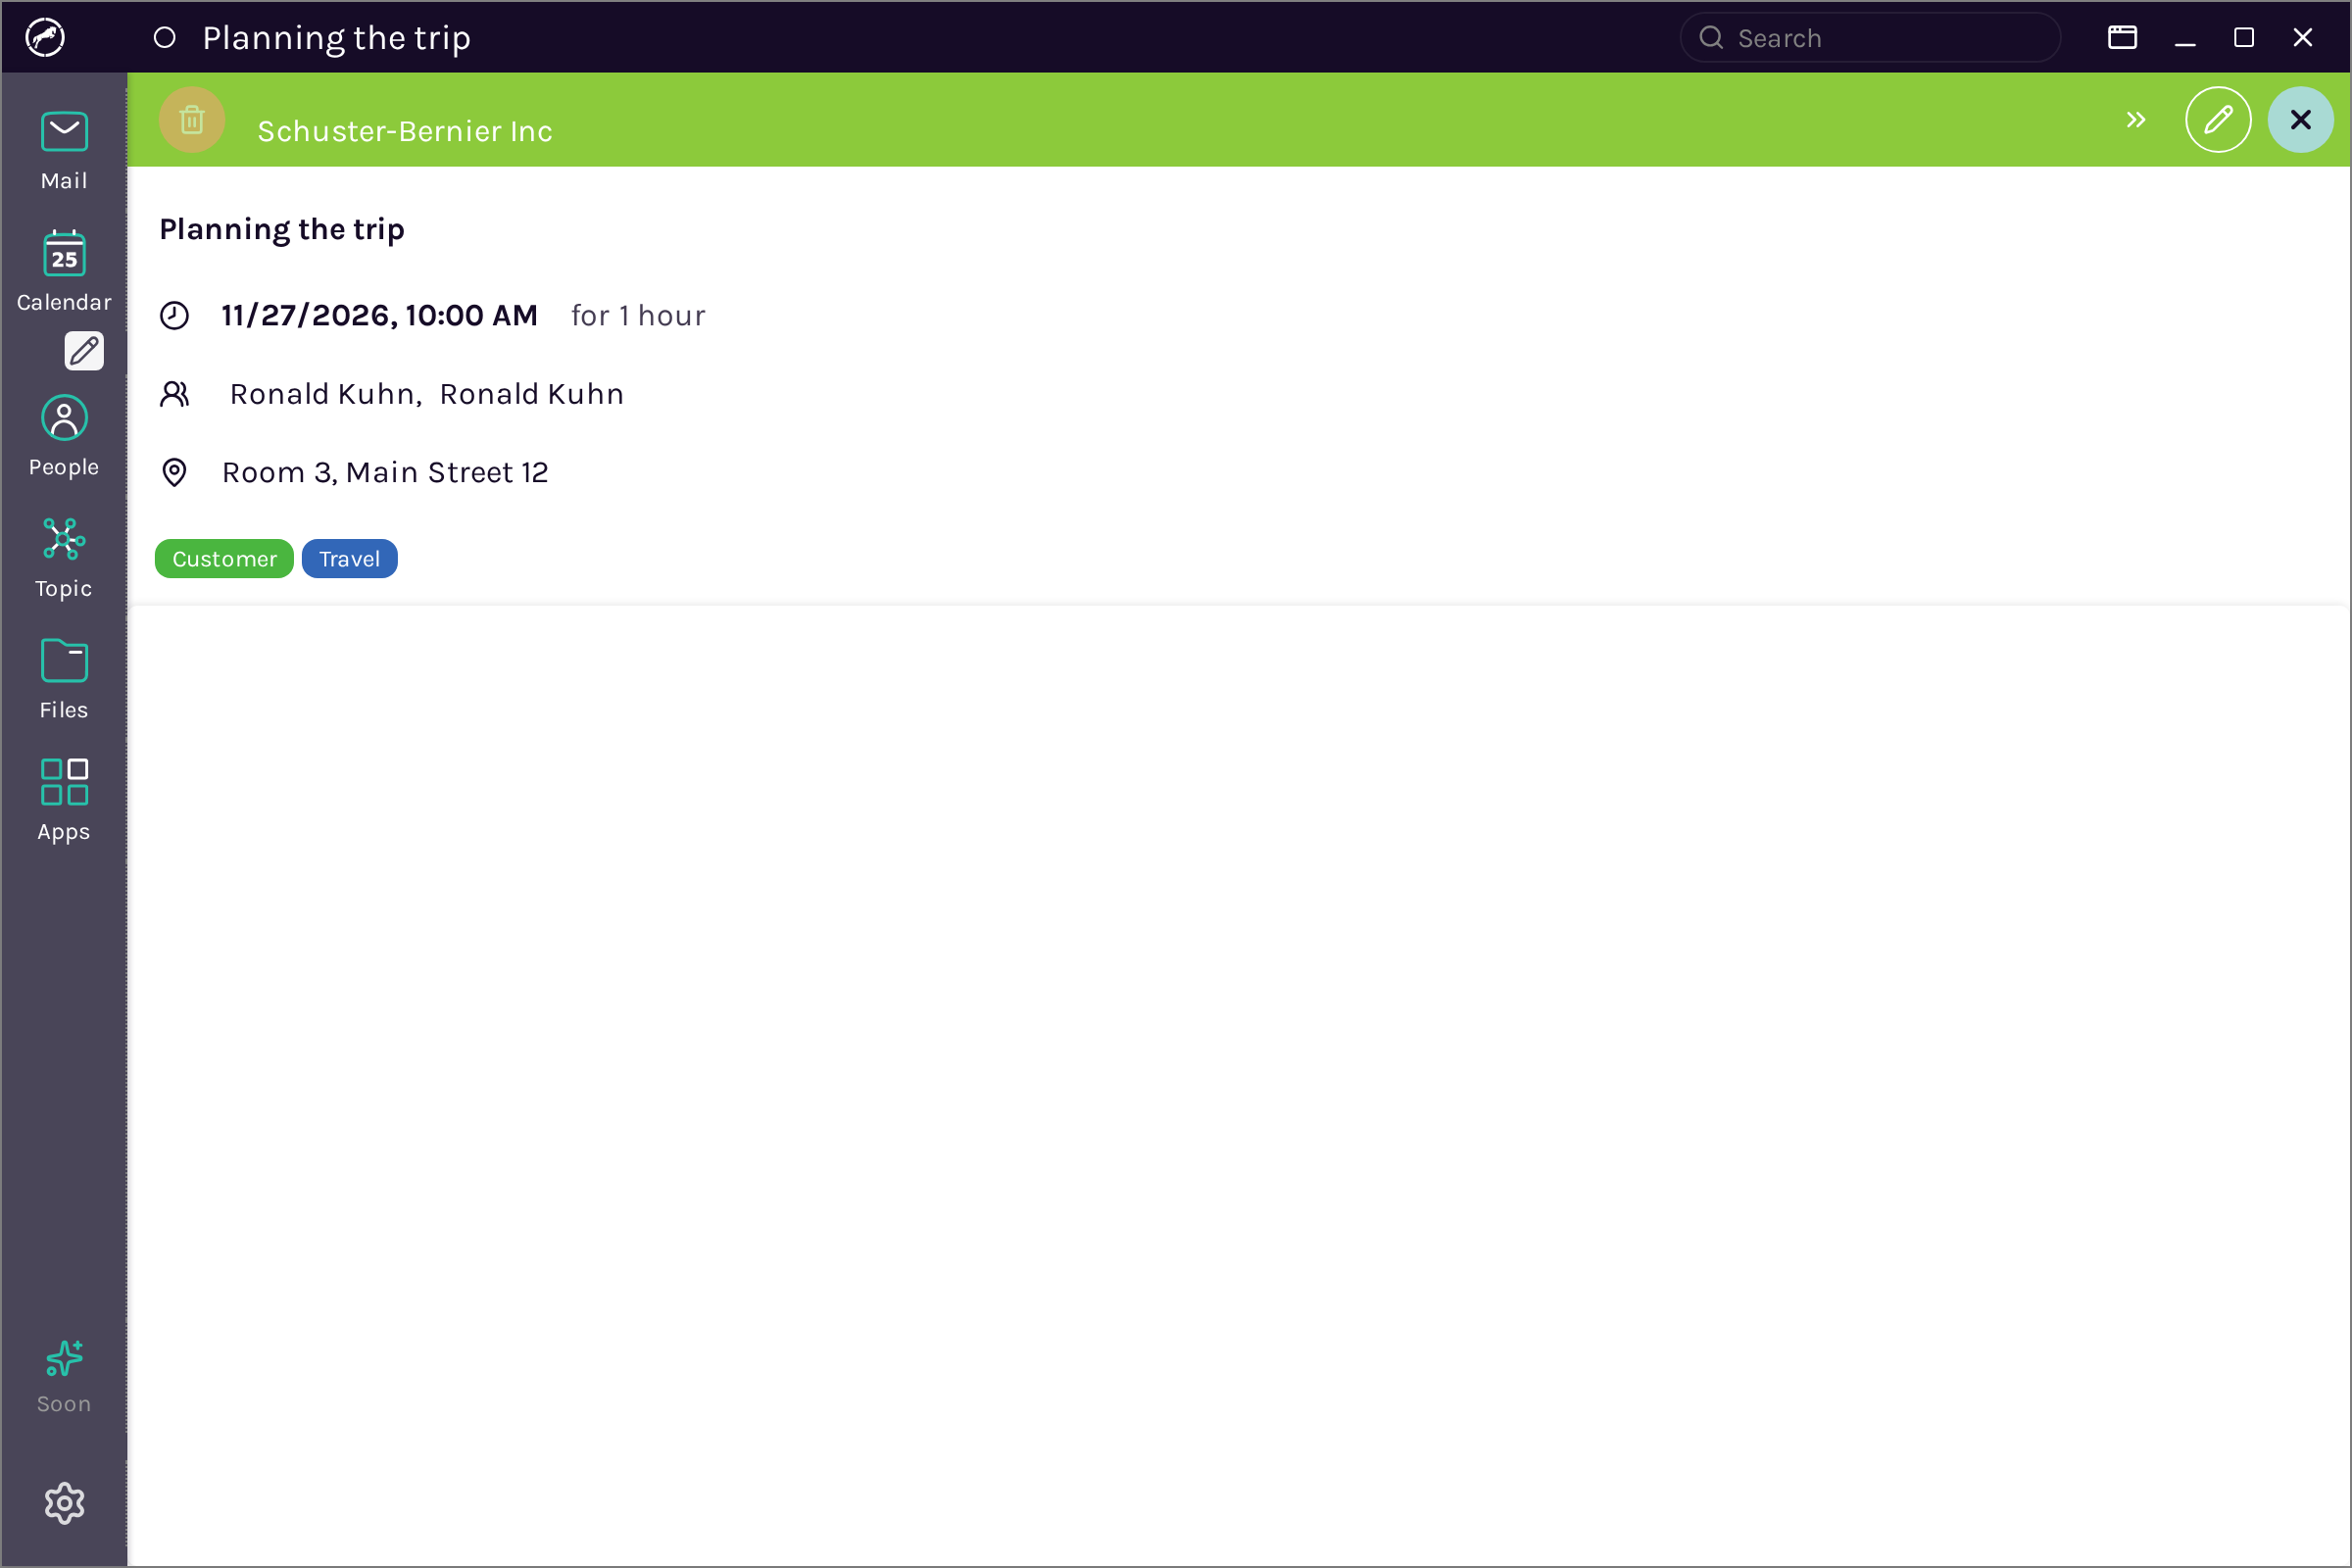 Planning the trip
Search
Mail
25
Calendar
People
Topic
Files
Apps
Soon
Schuster-Bernier Inc
Planning the trip
11/27/2026, 10:00 AM for 1 hour
Ronald Kuhn, Ronald Kuhn
Room 3, Main Street 12
Customer Travel